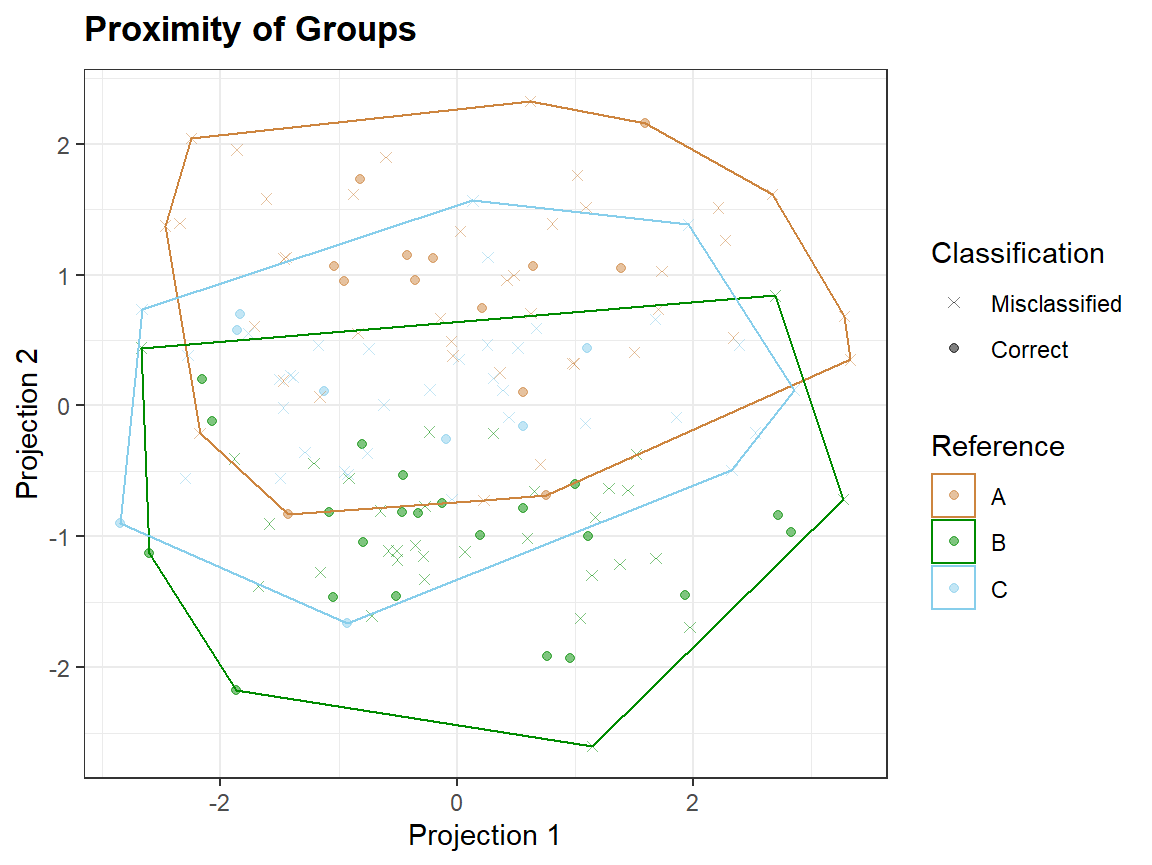 Proximity of Groups
2
1
0
-1
-2
Projection 2
-2
0
2
Projection 1
Classification
Misclassified
Correct
Reference
A
B
C